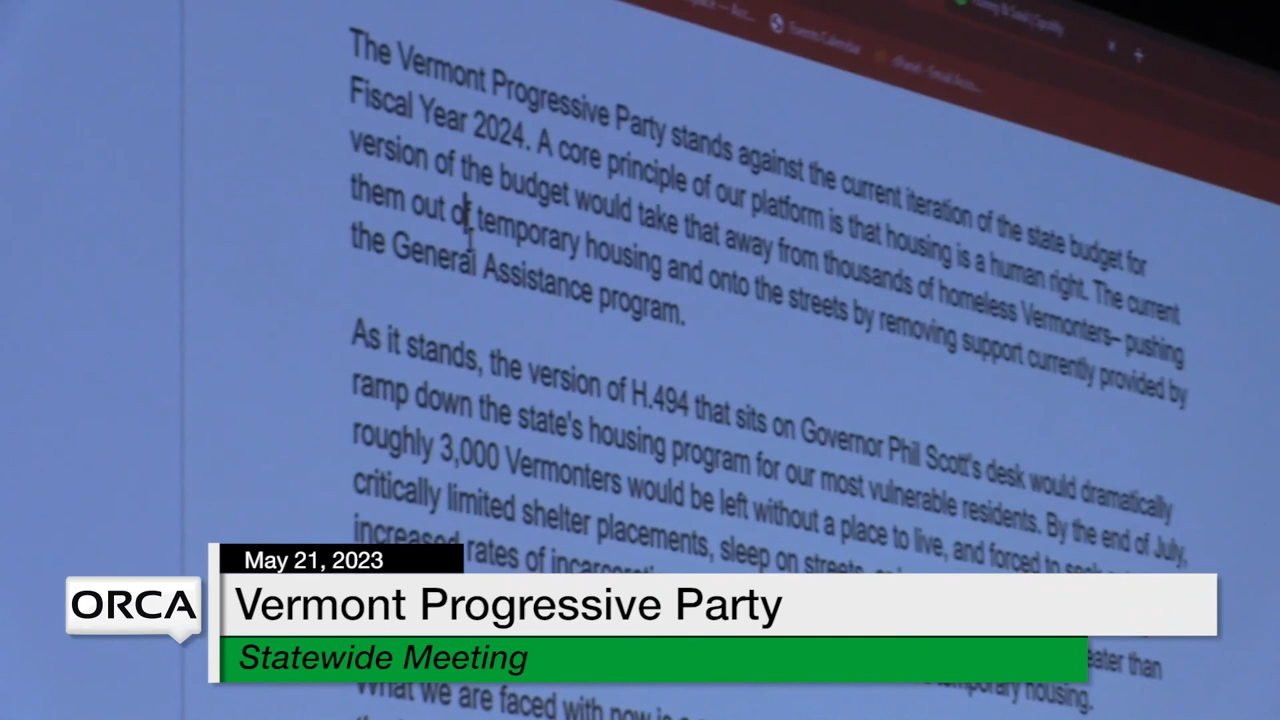 Events Calendar
The Vermont Progressive Party stands against the current iteration of the state budget for
Fiscal Year 2024. A core principle of our platform is that housing is a human right. The current
version of the budget would take that away from thousands of homeless Vermonters– pushing
them out of temporary housing and onto the streets by removing support currently provided by
the General Assistance program.
As it stands, the version of H.494 that sits on Governor Phil Scott's desk would dramatically
ramp down the state's housing program for our most vulnerable residents. By the end of July,
roughly 3,000 Vermonters would be left without a place to live, and forced to
critically limited shelter placements, sleep on streets,
increased rates of
May 21, 2023
ORCA
Vermont Progressive Party
Statewide Meeting
than
temporary housing.
What we are faced with now is